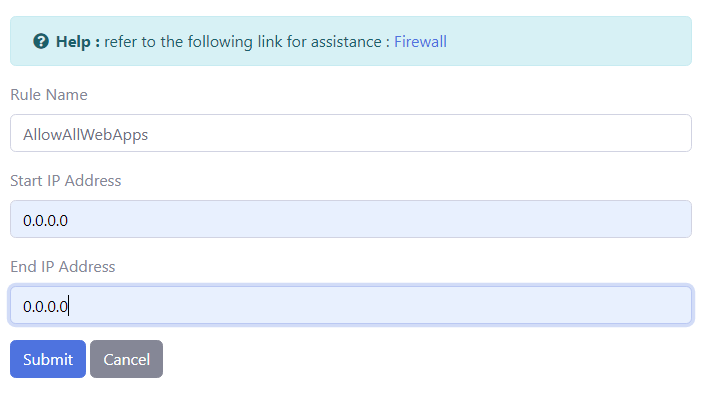 Help : refer to the following link for assistance : Firewall
Rule Name
AllowAllWebApps
Start IP Address
0.0.0.0
End IP Address
0.0.0.0
Submit Cancel